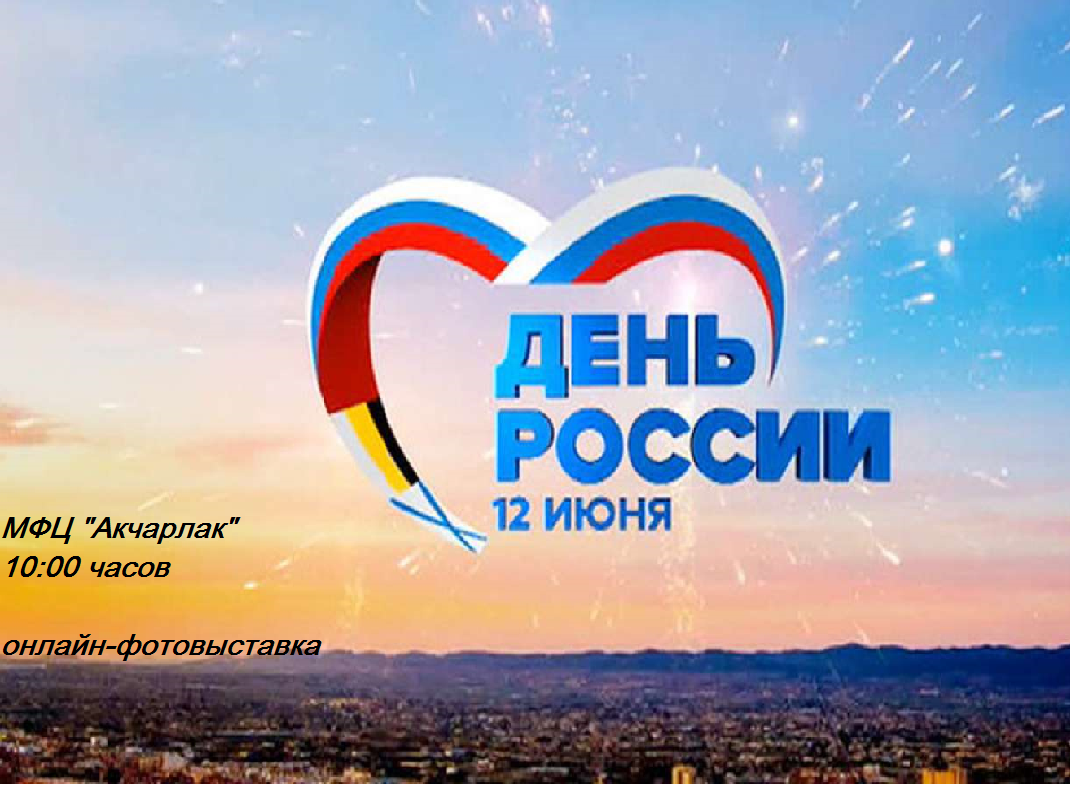 ДЕНЬ
РОССИИ
12 ИЮНЯ
МФЦ "Акчарлак"
10:00 часов
онлайн-фотовыставка